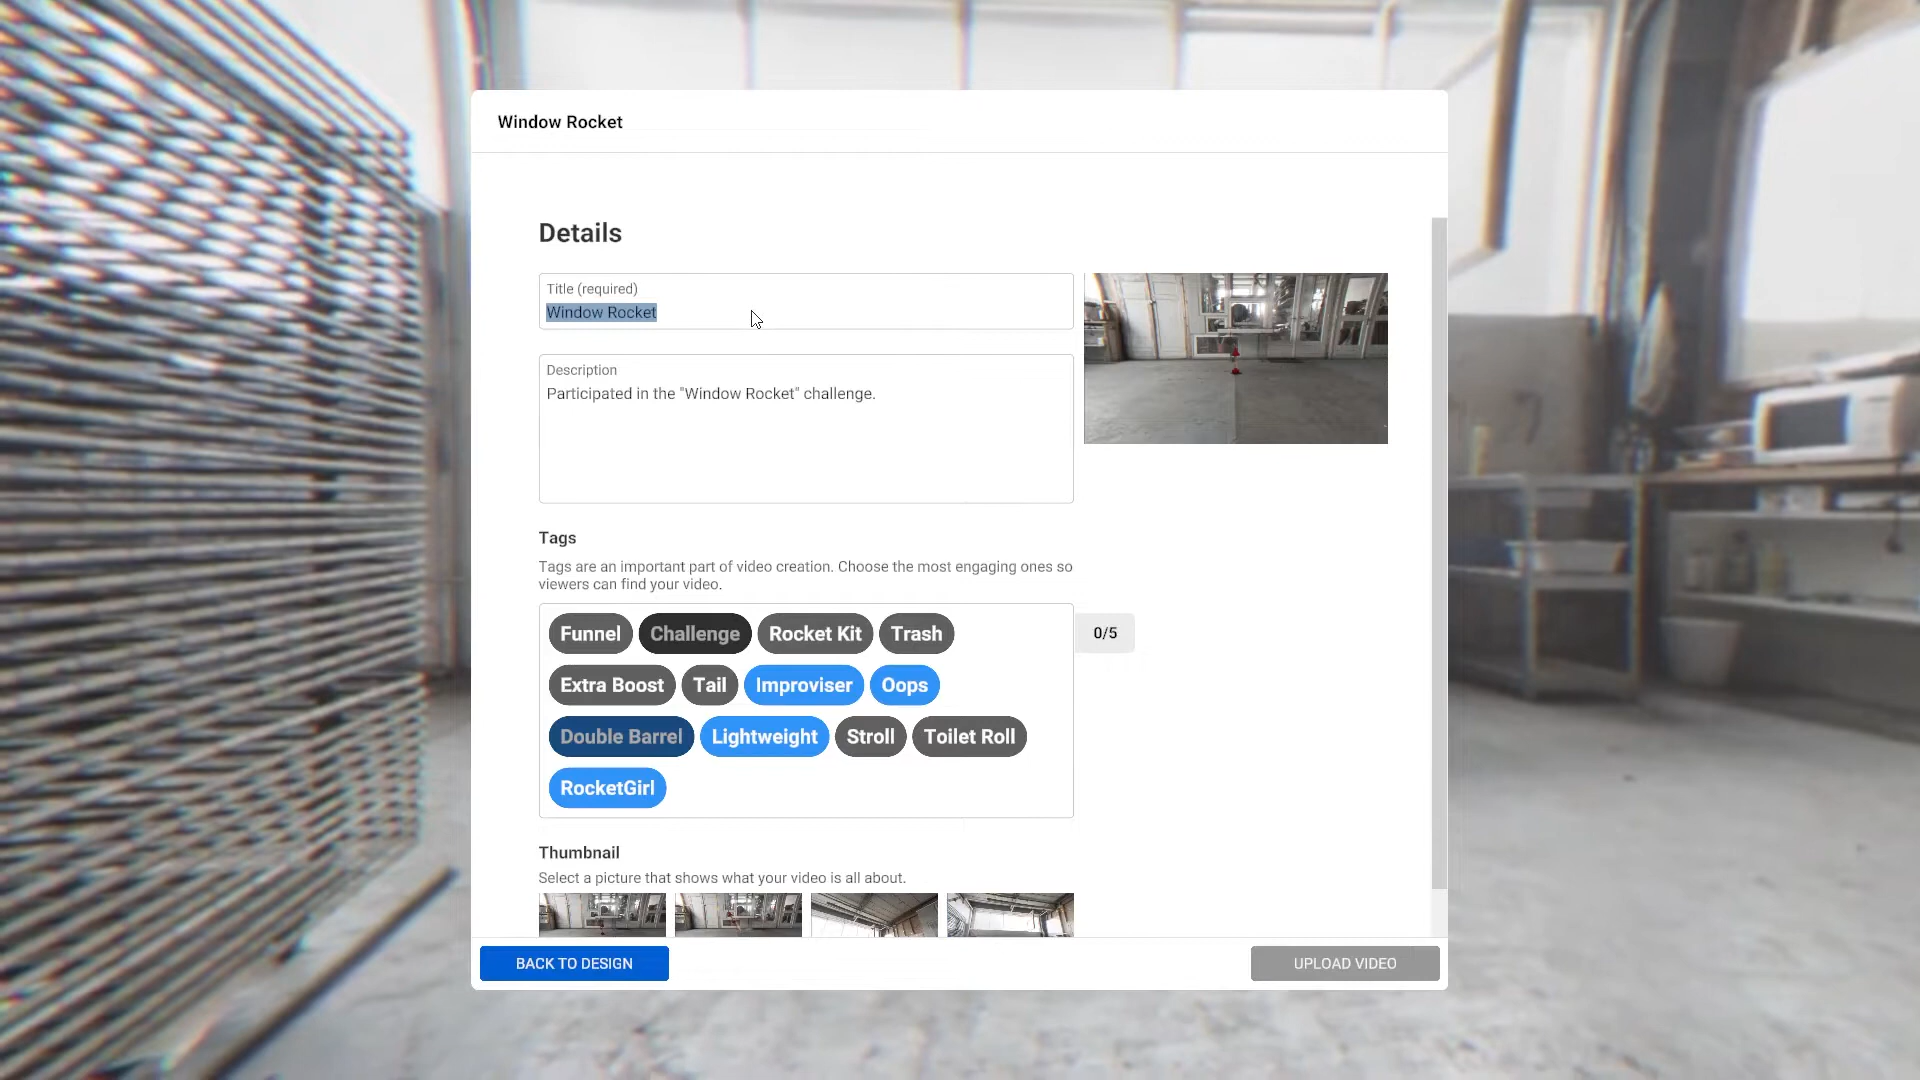 Window Rocket
Details
Title (required)
Window Rocket
Description
Participated in the "Window Rocket" challenge.
Tags
Tags are an important part of video creation. Choose the most engaging ones so
viewers can find your video.
Funnel Challenge Rocket Kit Trash 0/5
Extra Boost Tail Improviser Oops
Double Barrel Lightweight Stroll Toilet Roll
RocketGirl
Thumbnail
Select a picture that shows what your video is all about.
BACK TO DESIGN UPLOAD VIDEO